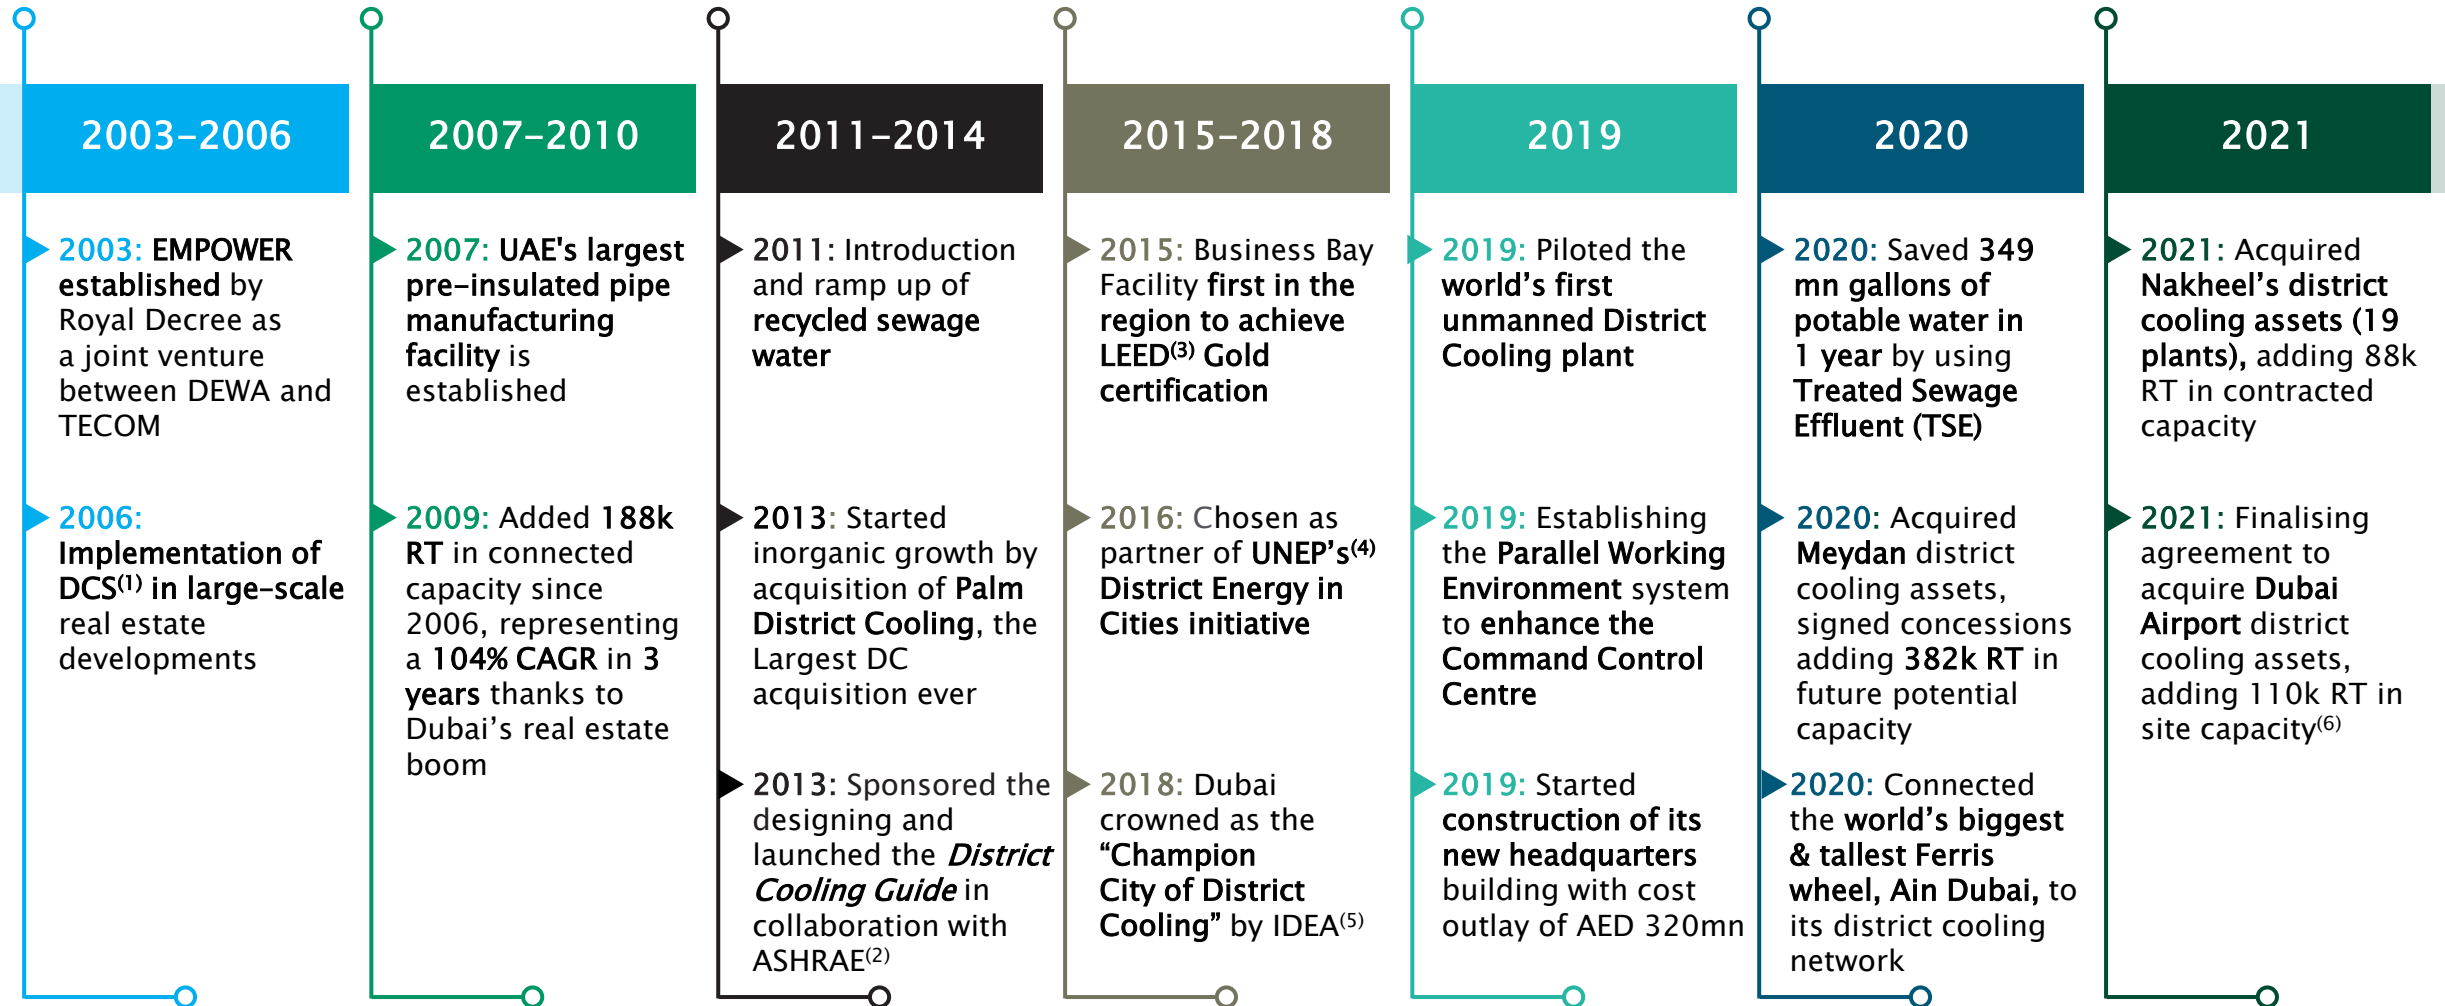 2003-2006
2003: EMPOWER
established by
Royal Decree as
a joint venture
between DEWA and
TECOM
2006:
Implementation of
DCS(1) in large-scale
real estate
developments
2007-2010
2007: UAE's largest
pre-insulated pipe
manufacturing
facility is
established
2009: Added 188k
RT in connected
capacity since
2006, representing
a 104% CAGR in 3
years thanks to
Dubai's real estate
boom
2011-2014
2011: Introduction
and ramp up of
recycled sewage
water
2013: Started
inorganic growth by
acquisition of Palm
District Cooling, the
Largest DC
acquisition ever
2013: Sponsored the
designing and
launched the District
Cooling Guide in
collaboration with
ASHRAE(2)
2015-2018
2015: Business Bay
Facility first in the
region to achieve
LEED(3) Gold
certification
2016: Chosen as
partner of UNEP's(4)
District Energy in
Cities initiative
2018: Dubai
crowned as the
“Champion
City of District
Cooling” by IDEA(5)
2019
2019: Piloted the
world’s first
unmanned District
Cooling plant
2019: Establishing
the Parallel Working
Environment system
to enhance the
Command Control
Centre
2019: Started
construction of its
new headquarters
building with cost
outlay of AED 320mn
2020
2020: Saved 349
mn gallons of
potable water in
1 year by using
Treated Sewage
Effluent (TSE)
2020: Acquired
Meydan district
cooling assets,
signed concessions
adding 382k RT in
future potential
capacity
2020: Connected
the world’s biggest
& tallest Ferris
wheel, Ain Dubai, to
its district cooling
network
2021
2021: Acquired
Nakheel’s district
cooling assets (19
plants), adding 88k
RT in contracted
capacity
2021: Finalising
agreement to
acquire Dubai
Airport district
cooling assets,
adding 110k RT in
site capacity(6)